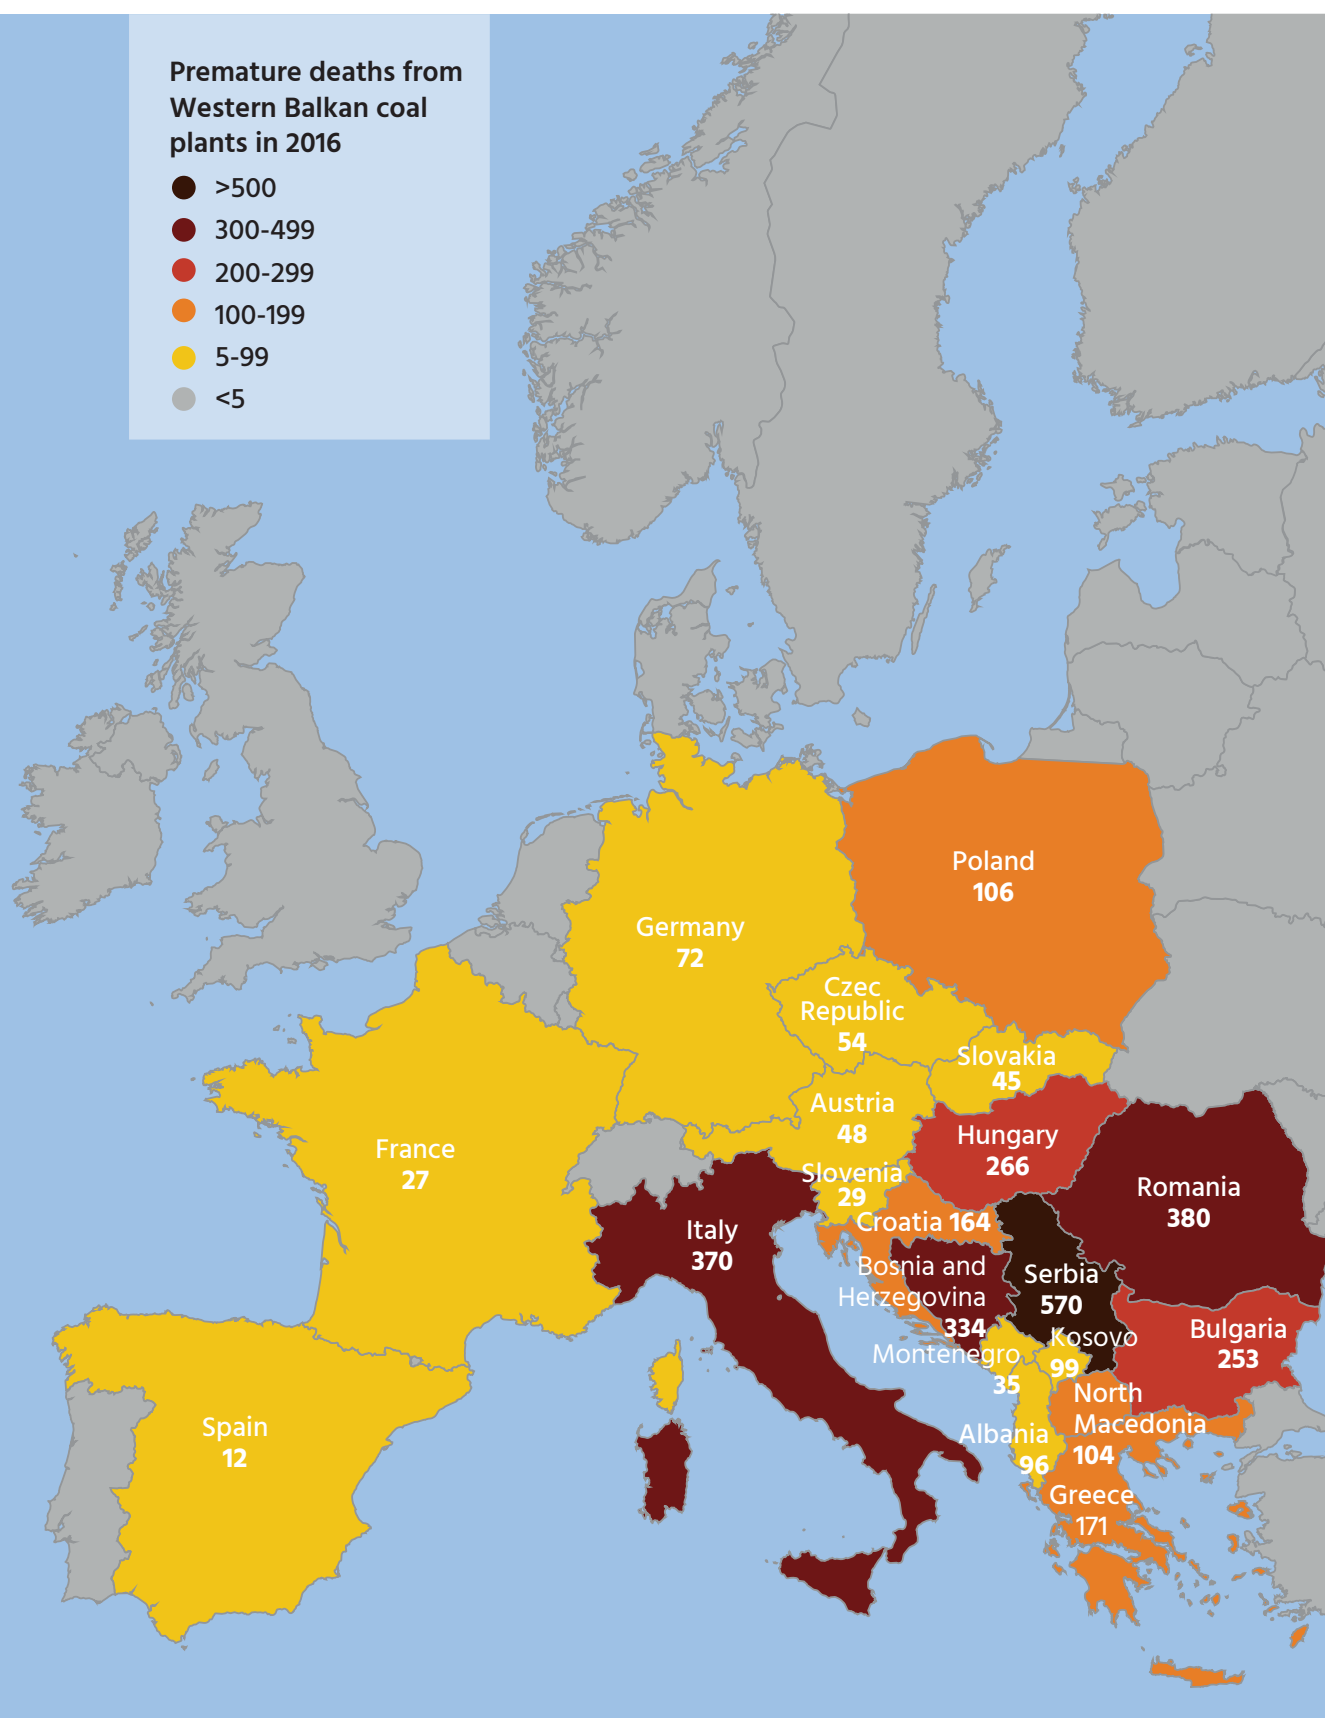 Premature deaths from
Western Balkan coal
plants in 2016
>500
300-499
200-299
100-199
5-99
<5
Poland
106
Germany
72
Czec
Republic
54
Slovakia
45
Austria
48
Hungary
266
France
27
Slovenia
29
Romania
380
Croatia 164
Italy
370
Bosnia and
Herzegovina
334
Serbia
570
Kosovo
99
Bulgaria
253
Montenegro
35
North
Macedonia
104
Albania
96
Spain
12
Greece
171